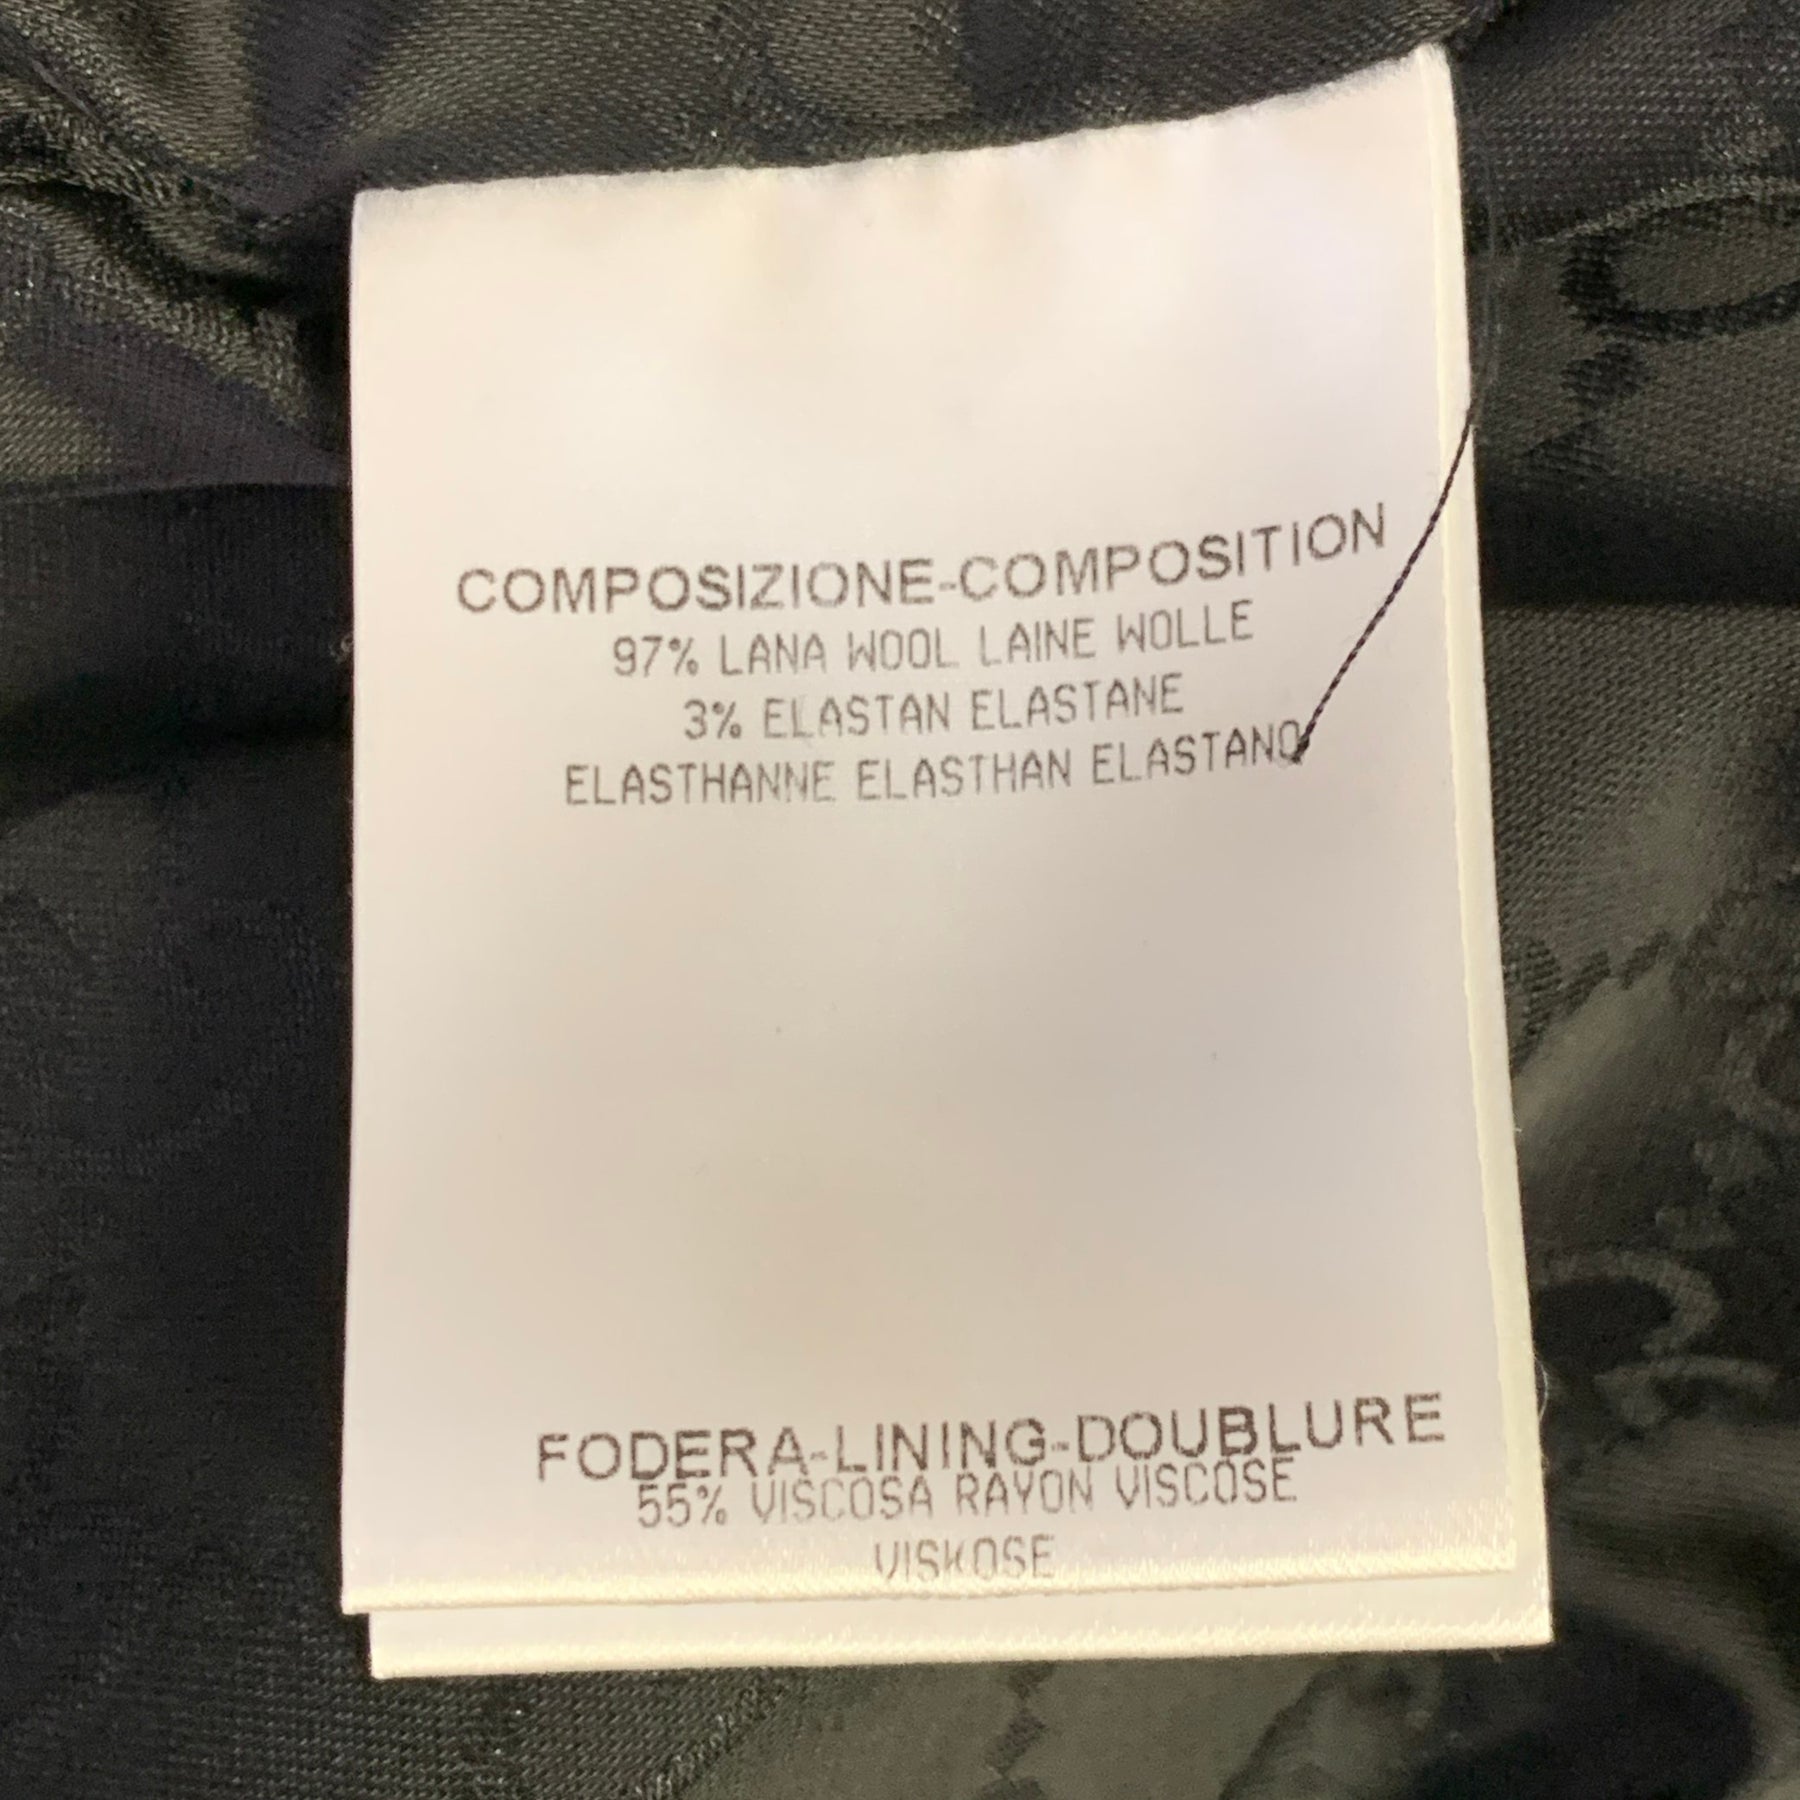 COMPOSIZIONE-COMPOSITION
97% LANA WOOL LAINE WOLLE
3% ELASTAN ELASTANE
ELASTHANNE ELASTHAN ELASTANO
FODERA-LINING-DOUBLURE
55% VISCOSA RAYON VISCOSE
VISKOSE